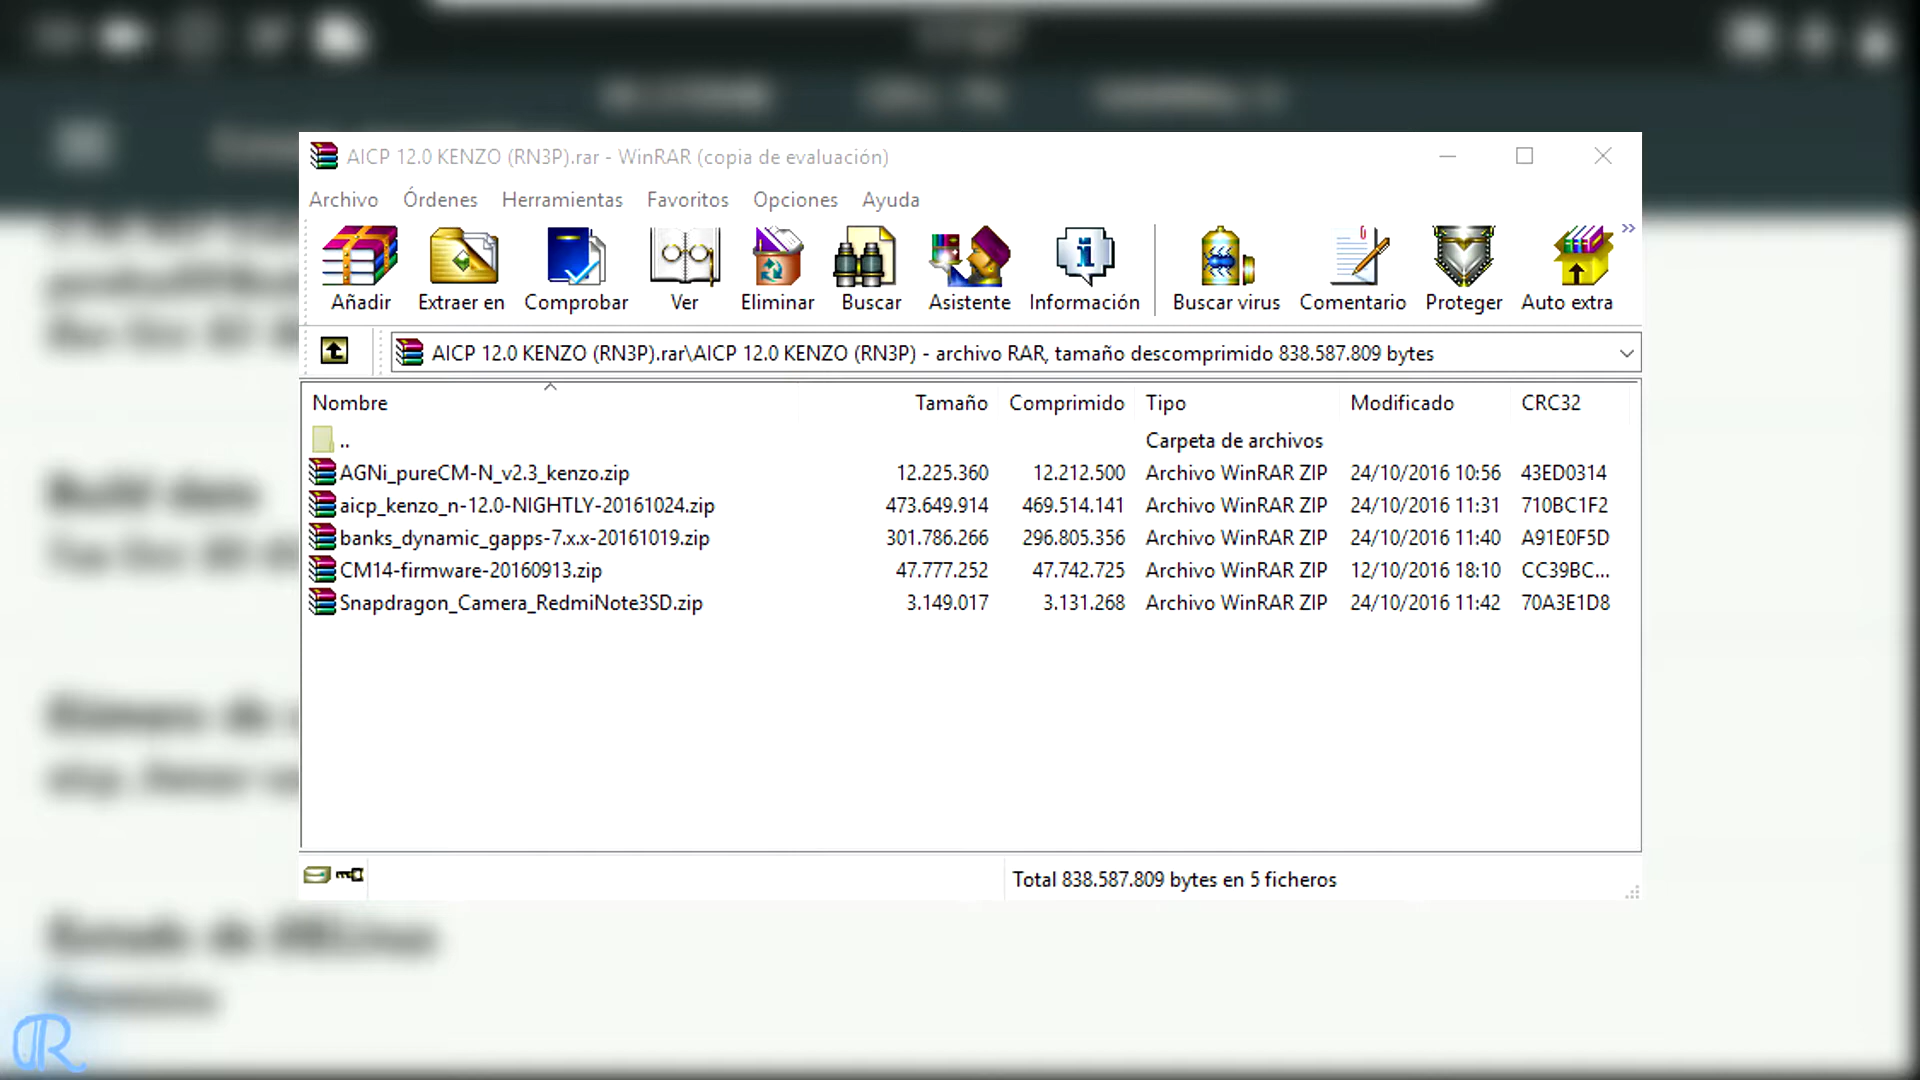 AICP 12.0 KENZO (RN3P).rar - WinRAR (copia de evaluación)
Archivo Órdenes Herramientas Favoritos Opciones Ayuda
Añadir Extraer en Comprobar Ver Eliminar Buscar Asistente Información Buscar virus Comentario Proteger Auto extra
AICP 12.0 KENZO (RN3P).rar\AICP 12.0 KENZO (RN3P) - archivo RAR, tamaño descomprimido 838.587.809 bytes
Nombre Tamaño Comprimido Tipo Modificado CRC32
.. Carpeta de archivos
AGNi_pureCM-N_v2.3_kenzo.zip 12.225.360 12.212.500 Archivo WinRAR ZIP 24/10/2016 10:56 43ED0314
aicp_kenzo_n-12.0-NIGHTLY-20161024.zip 473.649.914 469.514.141 Archivo WinRAR ZIP 24/10/2016 11:31 710BC1F2
banks_dynamic_gapps-7.x.x-20161019.zip 301.786.266 296.805.356 Archivo WinRAR ZIP 24/10/2016 11:40 A91E0F5D
CM14-firmware-20160913.zip 47.777.252 47.742.725 Archivo WinRAR ZIP 12/10/2016 18:10 CC39BC...
Snapdragon_Camera_RedmiNote3SD.zip 3.149.017 3.131.268 Archivo WinRAR ZIP 24/10/2016 11:42 70A3E1D8
Total 838.587.809 bytes en 5 ficheros
Build date
Número de
Estado de SELinux